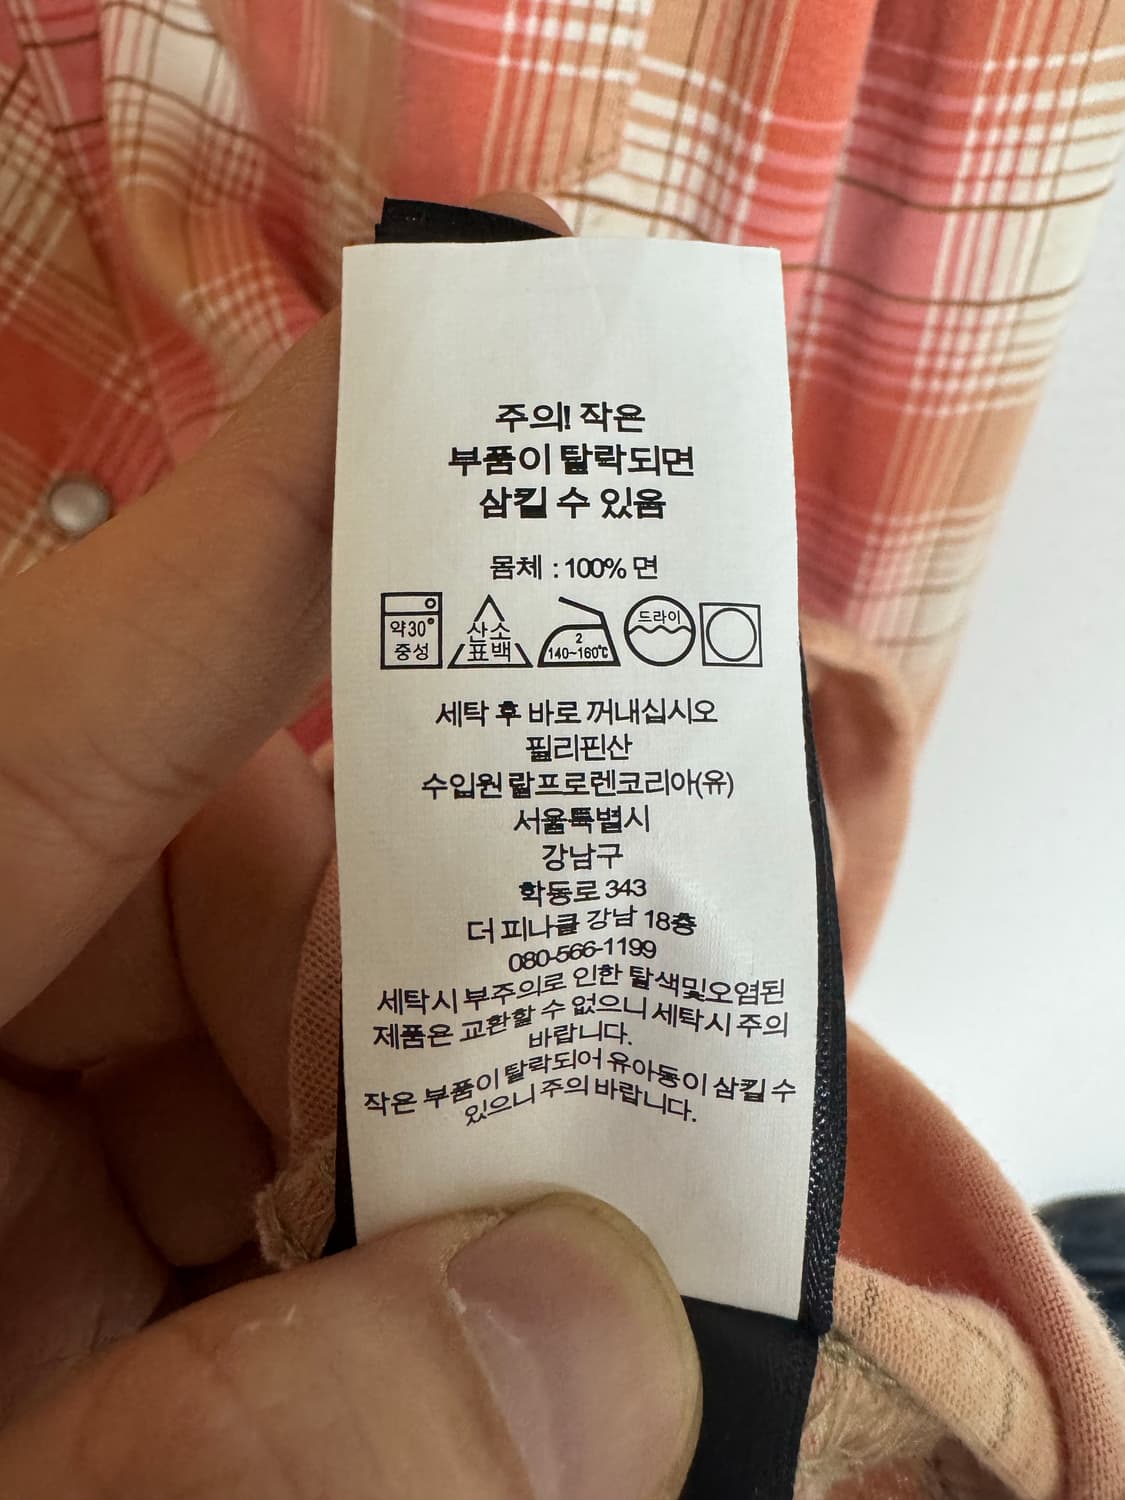 주의! 작은
부품이 탈락되면
삼킬 수 있움
몸체 : 100% 면
약30°
중성
산소
표백
2
140~160℃
드라이
세탁 후 바로 꺼내십시오
필리핀산
수입원 랄프로렌코리아(유)
서울특별시
강남구
학동로 343
더 피나클 강남 18층
080-566-1199
세탁시 부주의로 인한 탈색및오염된
제품은 교환할 수 없으니 세탁시 주의
바랍니다.
작은 부품이 탈락되어 유아동이 삼킬 수
있으니 주의 바랍니다.